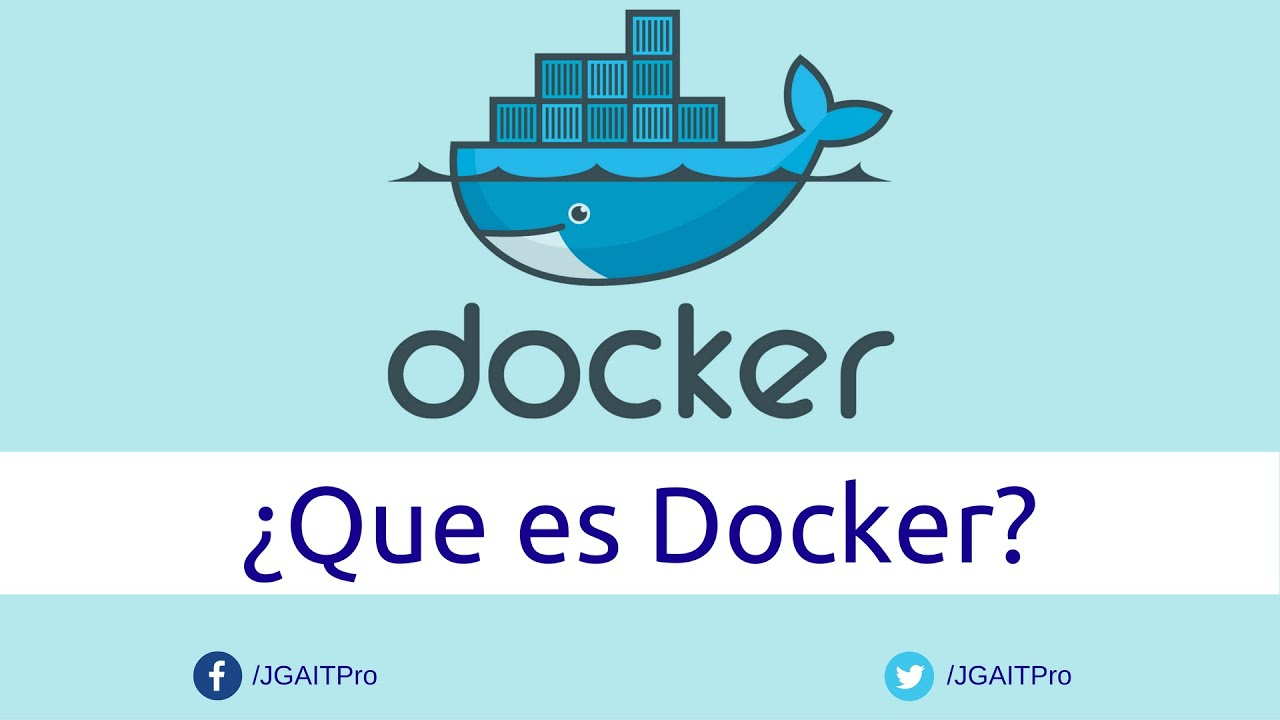 docker
¿Que es Docker?
/JGAITPro
/JGAITPro